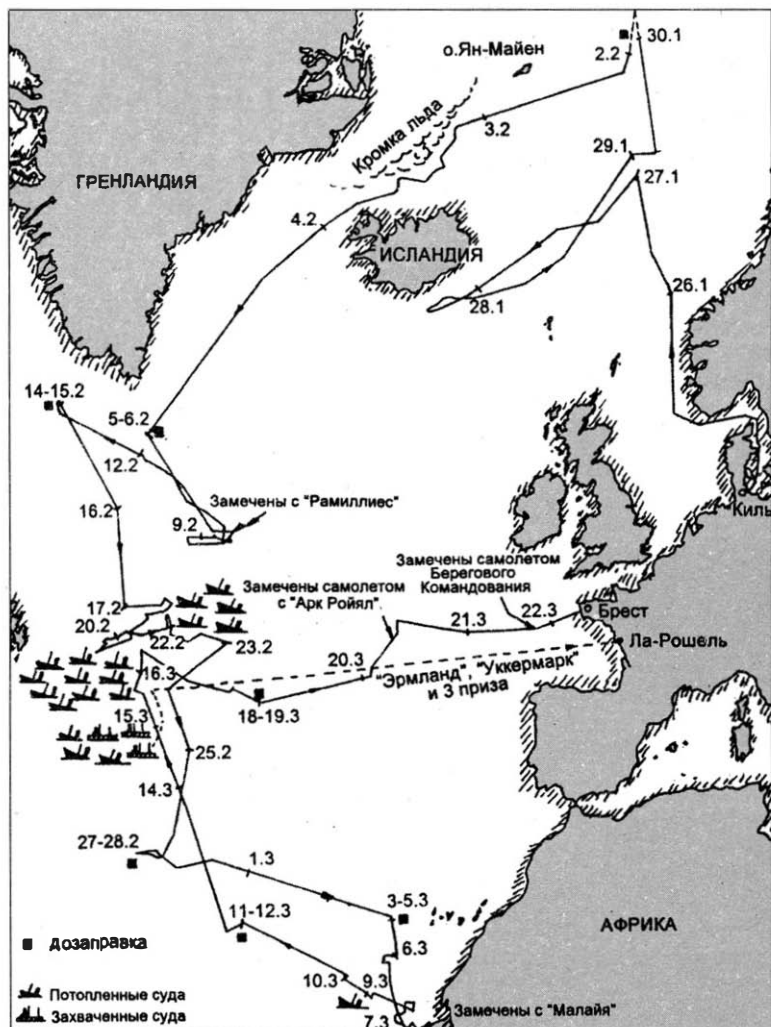 30.1
о.Ян-Майен
2.2
Кромка льда
3.2
29.1
27.1
ГРЕНЛАНДИЯ
4.2
ИСЛАНДИЯ
28.1
26.1
14-15.2
5-6.2
12.2
Замечены с "Рамиллиес"
16.2
9.2
Киль
Замечены самолетом
Берегового
Командования
Замечены самолетом
с "Арк Ройял"
17.2
20.2
22.2
23.2
21.3
22.3
Брест
Ла-Рошель
16.3
20.3
"Эрмланд", "Уккермарк"
и 3 приза
18-19.3
15.3
25.2
14.3
27-28.2
1.3
3-5.3
АФРИКА
11-12.3
6.3
10.3
9.3
7.3
Замечены с "Малайя"
дозаправка
Потопленные суда
Захваченные суда